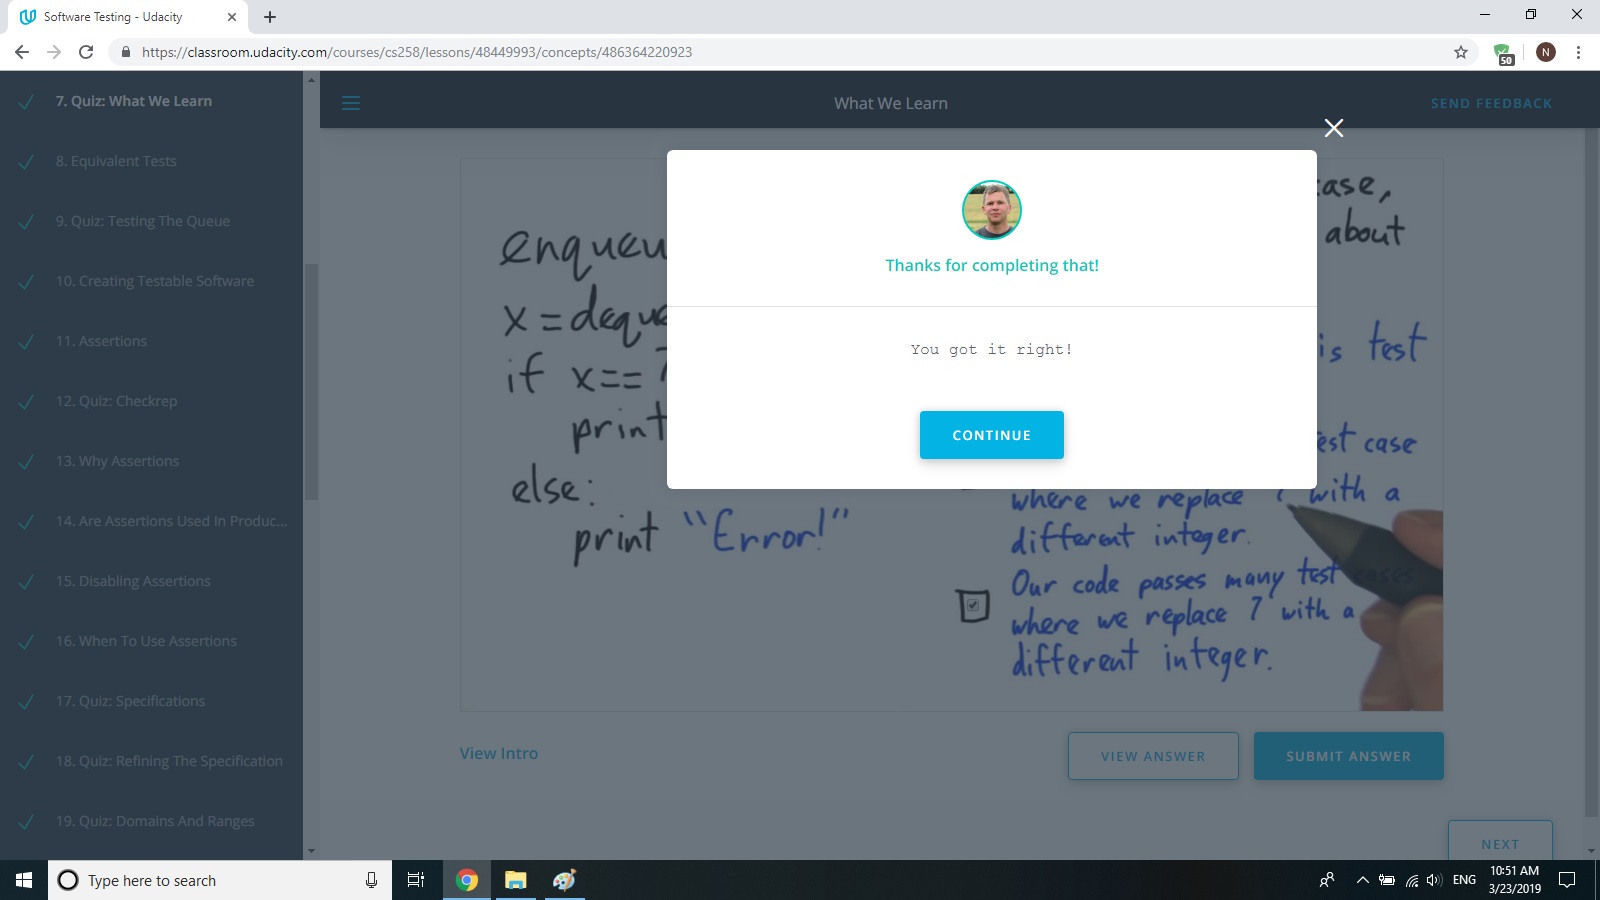 Software Testing - Udacity
https://classroom.udacity.com/courses/cs258/lessons/48449993/concepts/486364220923
50
N
7. Quiz: What We Learn
8. Equivalent Tests
9. Quiz: Testing The Queue
10. Creating Testable Software
11. Assertions
12. Quiz: Checkrep
13. Why Assertions
14. Are Assertions Used In Produc...
15. Disabling Assertions
16. When To Use Assertions
17. Quiz: Specifications
18. Quiz: Refining The Specification
19. Quiz: Domains And Ranges
What We Learn
SEND FEEDBACK
Thanks for completing that!
You got it right!
CONTINUE
x =
if x==
print
else:
print "Error!"
case,
about
is test
test case
where we replace 7 with a
different integer.
Our code passes many test cases
where we replace 7 with a
different integer.
View Intro
VIEW ANSWER
SUBMIT ANSWER
NEXT
Type here to search
ENG
10:51 AM
3/23/2019